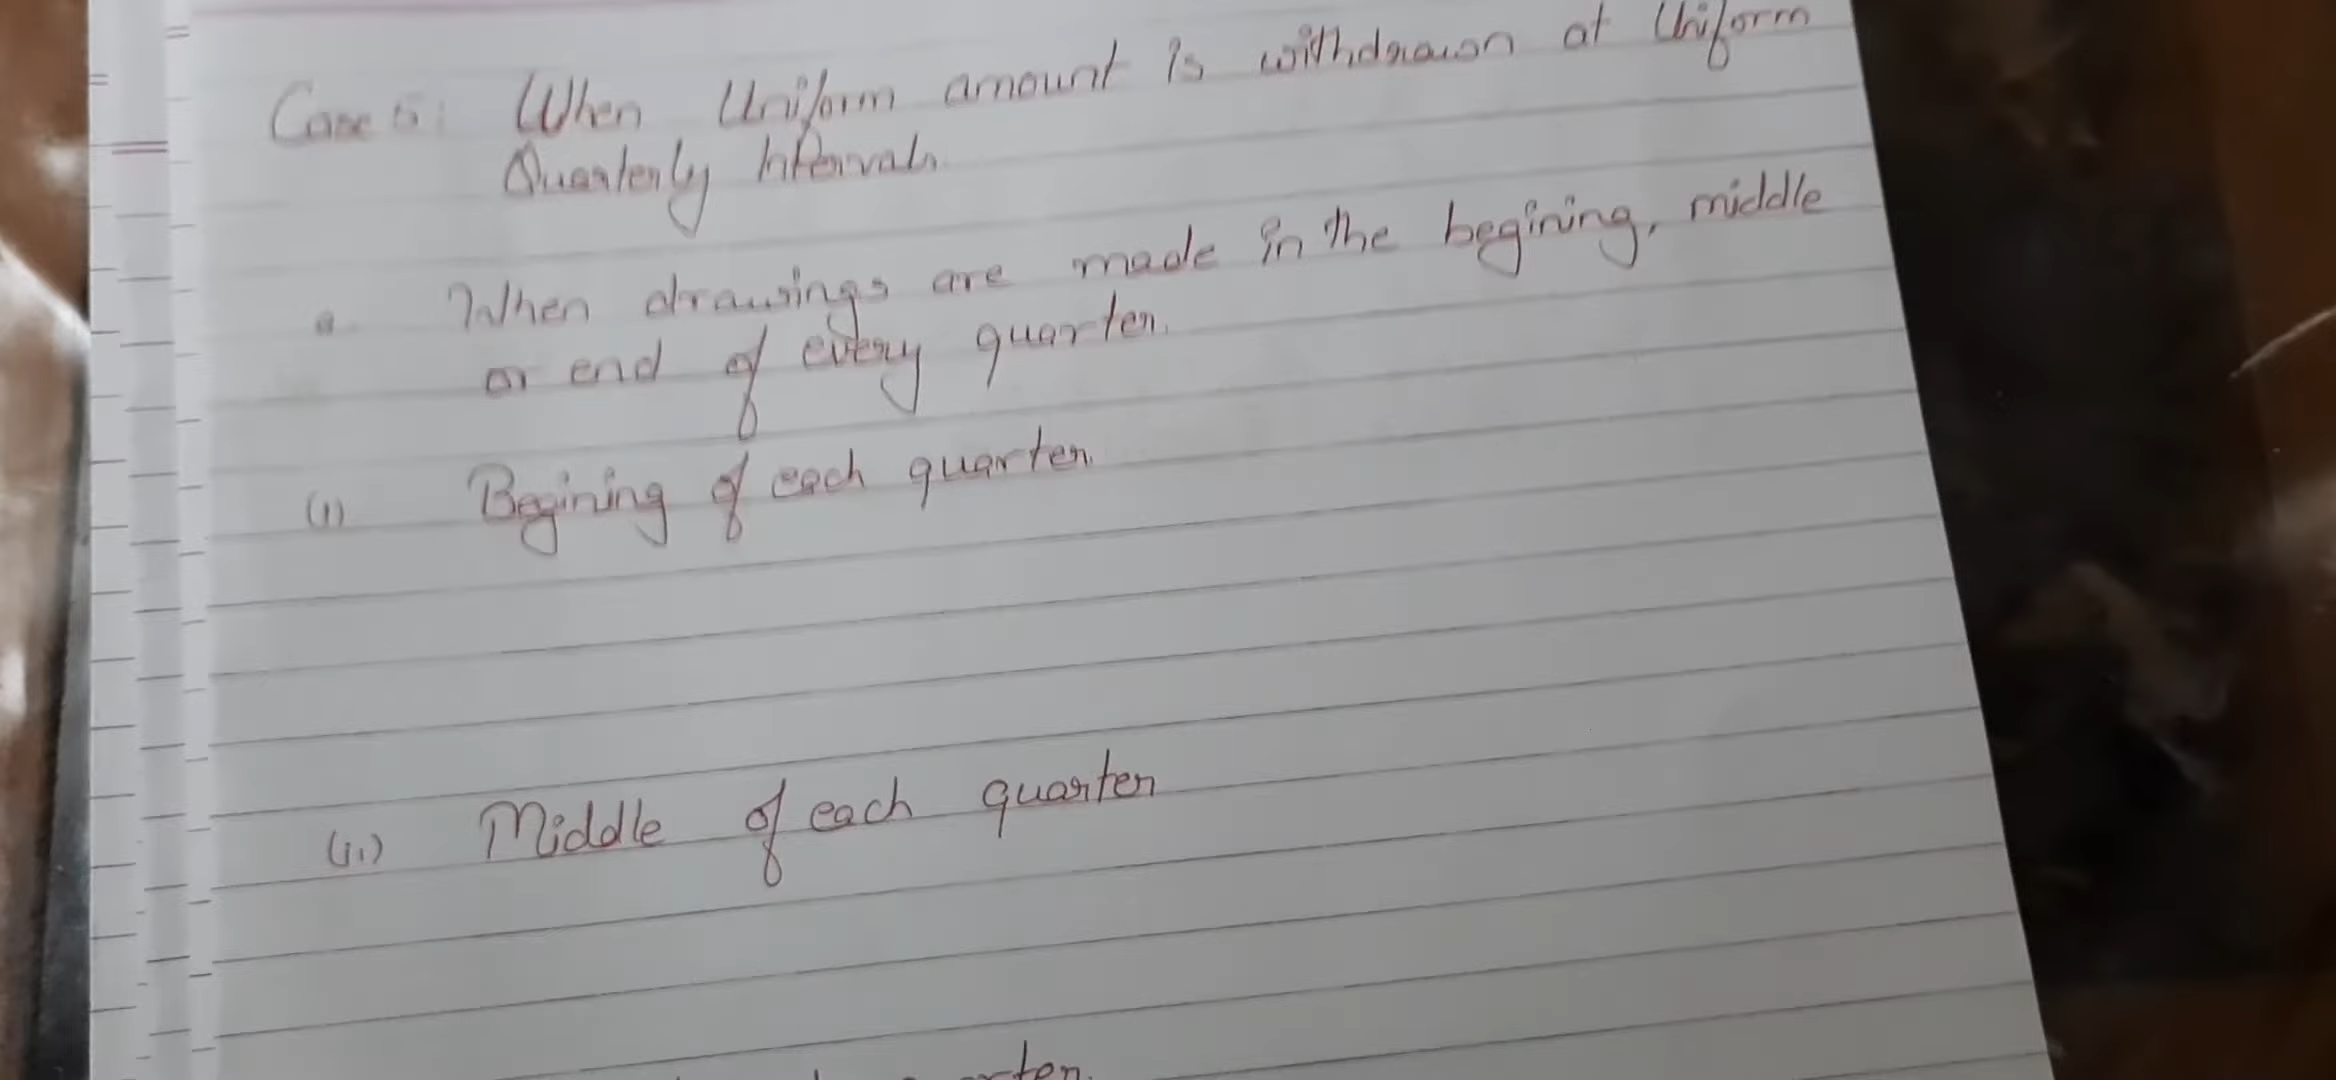 Case 5: When Uniform amount is withdrawn at Uniform
Quarterly Intervals.
a. When drawings are made in the begining, middle
or end of every quarter.
(i) Begining of each quarter.
(ii) Middle of each quarter